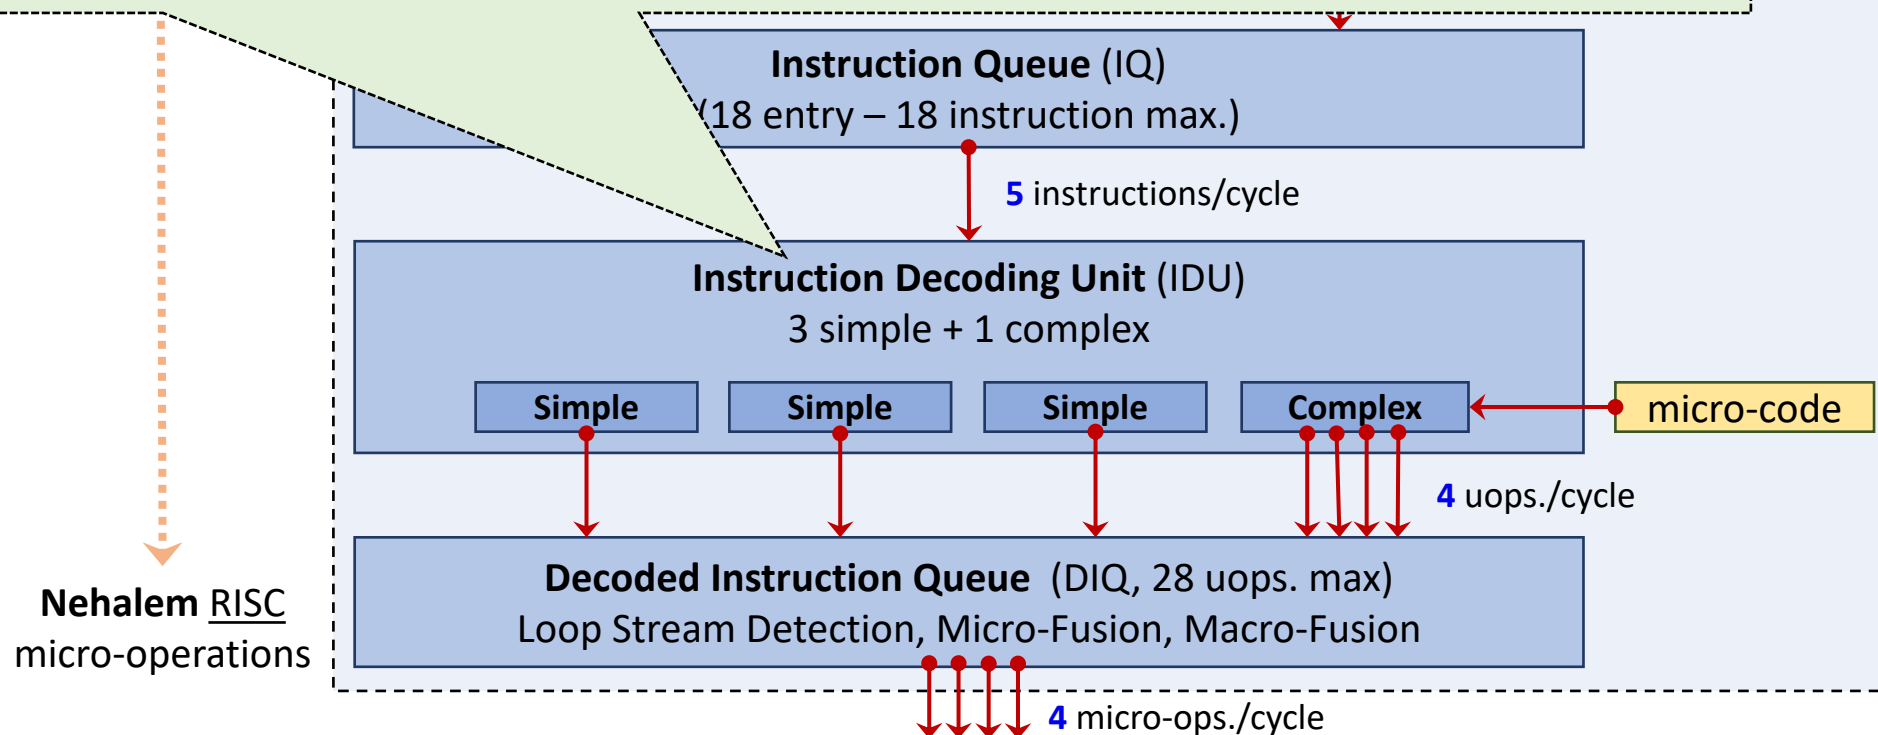 Instruction Queue (IQ)
(18 entry – 18 instruction max.)
5 instructions/cycle
Instruction Decoding Unit (IDU)
3 simple + 1 complex
Simple
Simple
Simple
Complex
micro-code
4 uops./cycle
Decoded Instruction Queue (DIQ, 28 uops. max)
Loop Stream Detection, Micro-Fusion, Macro-Fusion
Nehalem RISC
micro-operations
4 micro-ops./cycle